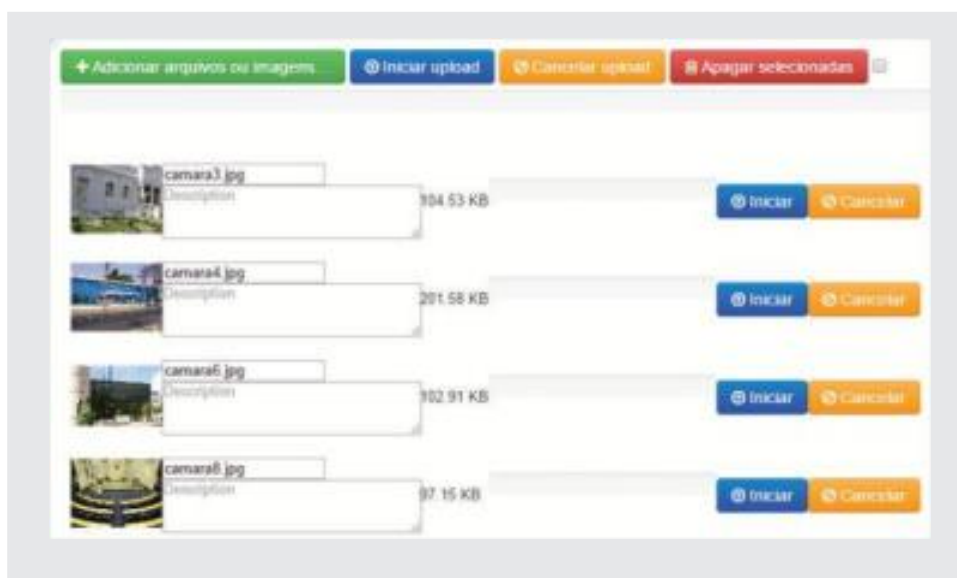 Adicionar arquivos ou imagens Iniciar upload Cancelar upload Apagar selecionadas
camara3.jpg
Description
104.53 KB
Iniciar Cancelar
camara4.jpg
Description
201.58 KB
Iniciar Cancelar
camara6.jpg
Description
102.91 KB
Iniciar Cancelar
camara8.jpg
Description
97.15 KB
Iniciar Cancelar